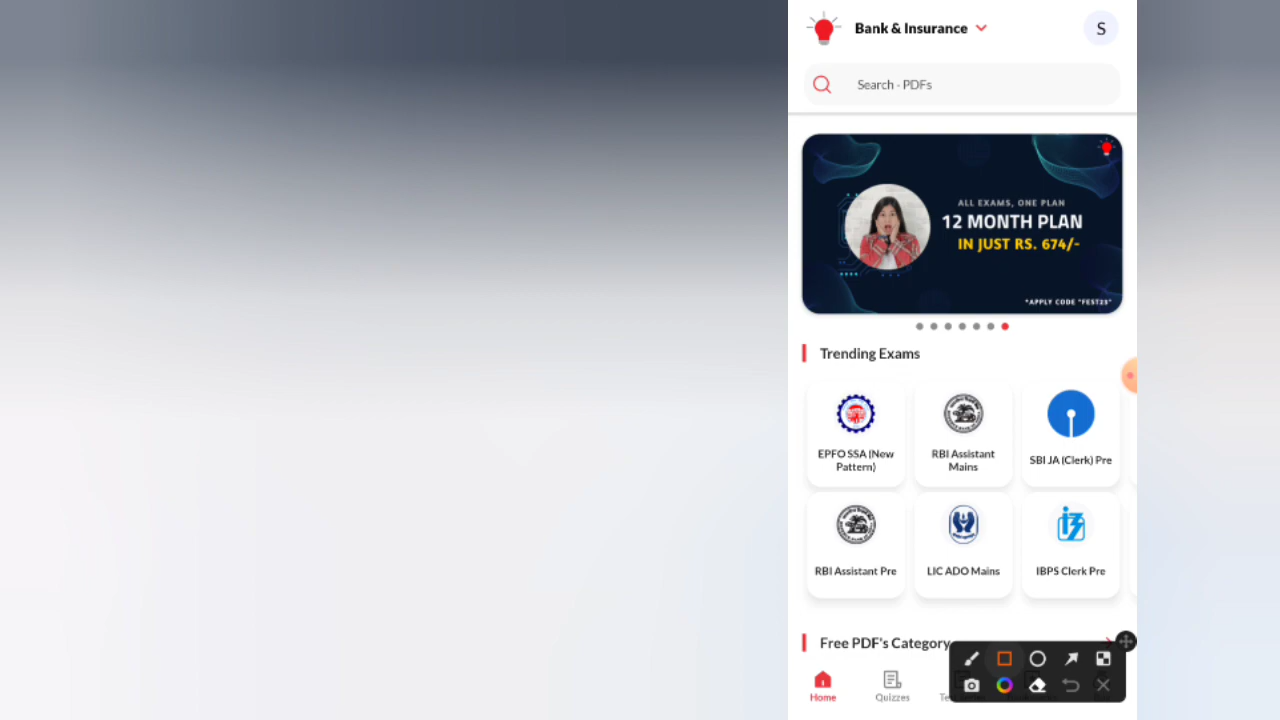 Bank & Insurance
S
Search - PDFs
ALL EXAMS, ONE PLAN
12 MONTH PLAN
IN JUST RS. 674/-
*APPLY CODE "FEST23"
Trending Exams
EPFO SSA (New Pattern)
RBI Assistant Mains
SBI JA (Clerk) Pre
RBI Assistant Pre
LIC ADO Mains
IBPS Clerk Pre
Free PDF's Category
Home
Quizzes